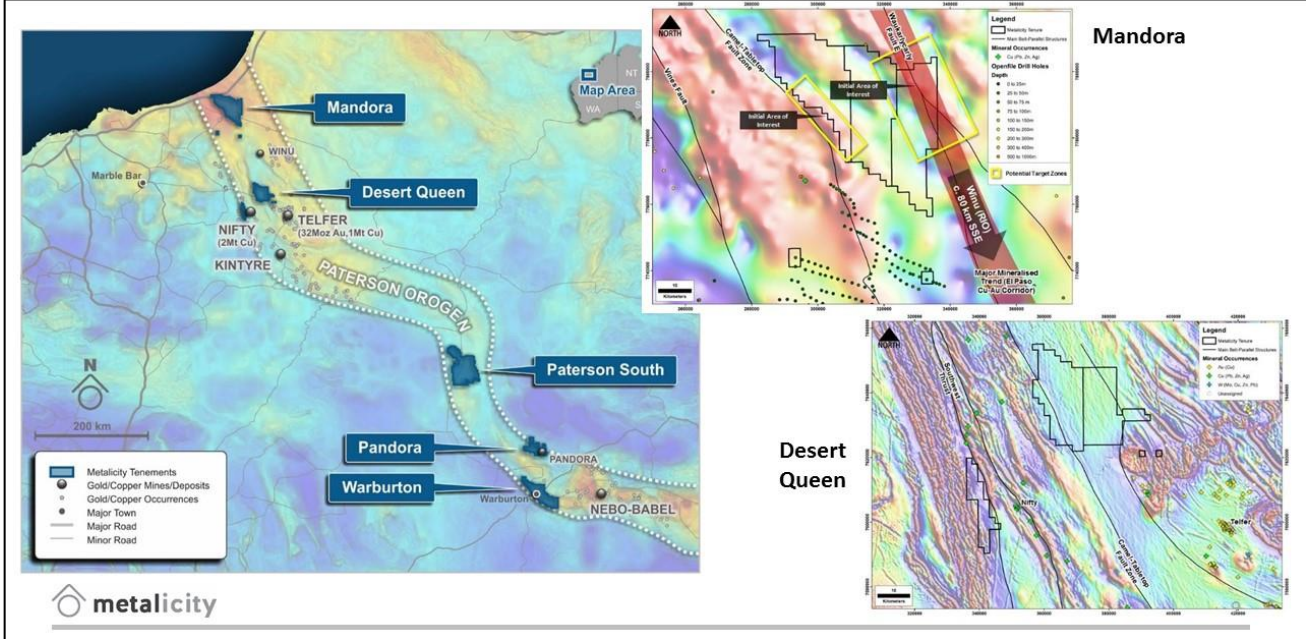 Mandora
WINU
Marble Bar
Desert Queen
NIFTY
(2Mt Cu)
TELFER
(32Moz Au,1Mt Cu)
KINTYRE
PATERSON OROGEN
Paterson South
Pandora
PANDORA
Warburton
Warburton
NEBO-BABEL
Map Area
NT
WA
N
200 km
Metalicity Tenements
Gold/Copper Mines/Deposits
Gold/Copper Occurrences
Major Town
Major Road
Minor Road
metalicity
Mandora
NORTH
Vines Fault
Camel-Tabletop
Fault Zone
Initial Area of
Interest
Initial Area of
Interest
Winu (RIO)
c. 80 km SSE
Major Mineralised
Trend (El Paso
Cu-Au Corridor)
10
Kilometers
Legend
Metalicity Tenure
Main Belt-Parallel Structures
Mineral Occurrences
Cu (Pb, Zn, Ag)
Openfile Drill Holes
Depth
0 to 25m
25 to 50m
50 to 75 m
75 to 100m
100 to 150m
150 to 200m
200 to 300m
300 to 400m
Potential Target Zones
Desert
Queen
NORTH
Southwest
Thrust
Nifty
Camel-Tabletop
Fault Zone
Telfer
10
Kilometers
Legend
Metalicity Tenure
Main Belt-Parallel Structures
Mineral Occurrences
Au (Cu)
Cu (Pb, Zn, Ag)
W (Mo, Cu, Zn, Pb)
Unassigned